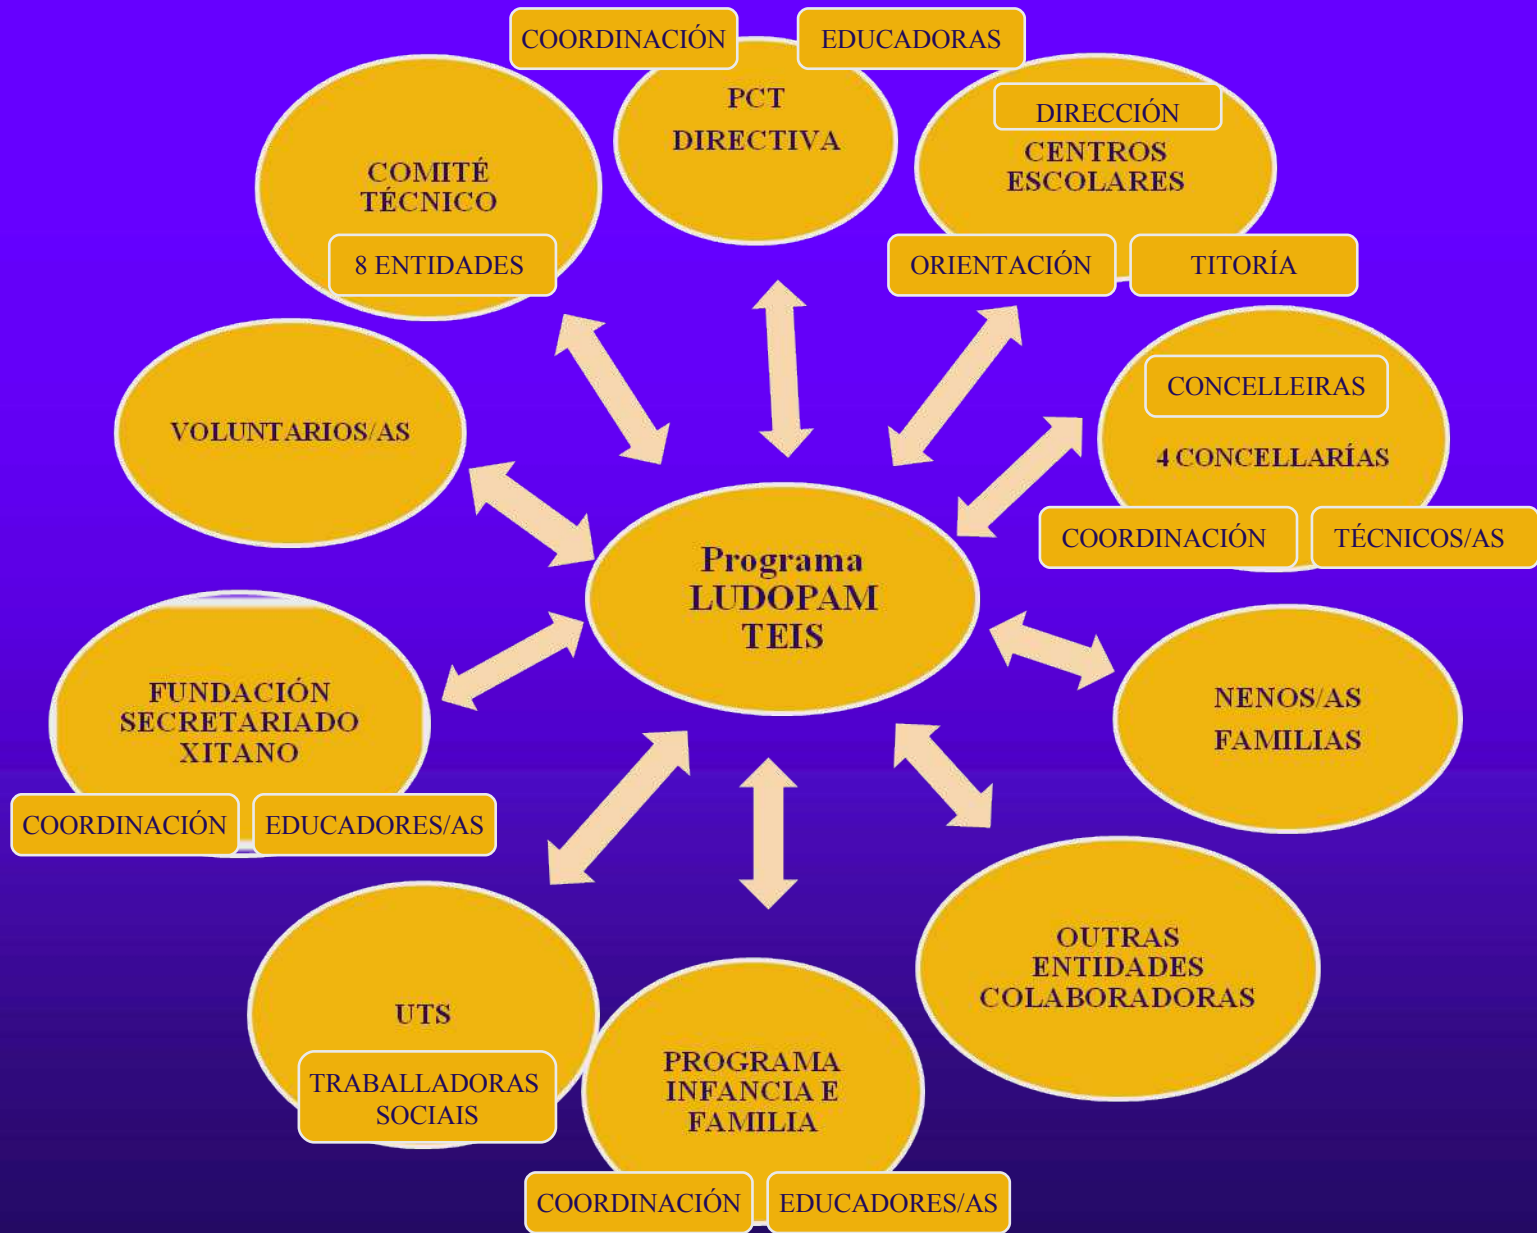 COORDINACIÓN
EDUCADORAS
PCT
DIRECTIVA
DIRECCIÓN
CENTROS
ESCOLARES
ORIENTACIÓN
TITORÍA
COMITÉ
TÉCNICO
8 ENTIDADES
CONCELLEIRAS
4 CONCELLARÍAS
COORDINACIÓN
TÉCNICOS/AS
VOLUNTARIOS/AS
Programa
LUDOPAM
TEIS
FUNDACIÓN
SECRETARIADO
XITANO
COORDINACIÓN
EDUCADORES/AS
NENOS/AS
FAMILIAS
OUTRAS
ENTIDADES
COLABORADORAS
UTS
TRABALLADORAS
SOCIAIS
PROGRAMA
INFANCIA E
FAMILIA
COORDINACIÓN
EDUCADORES/AS